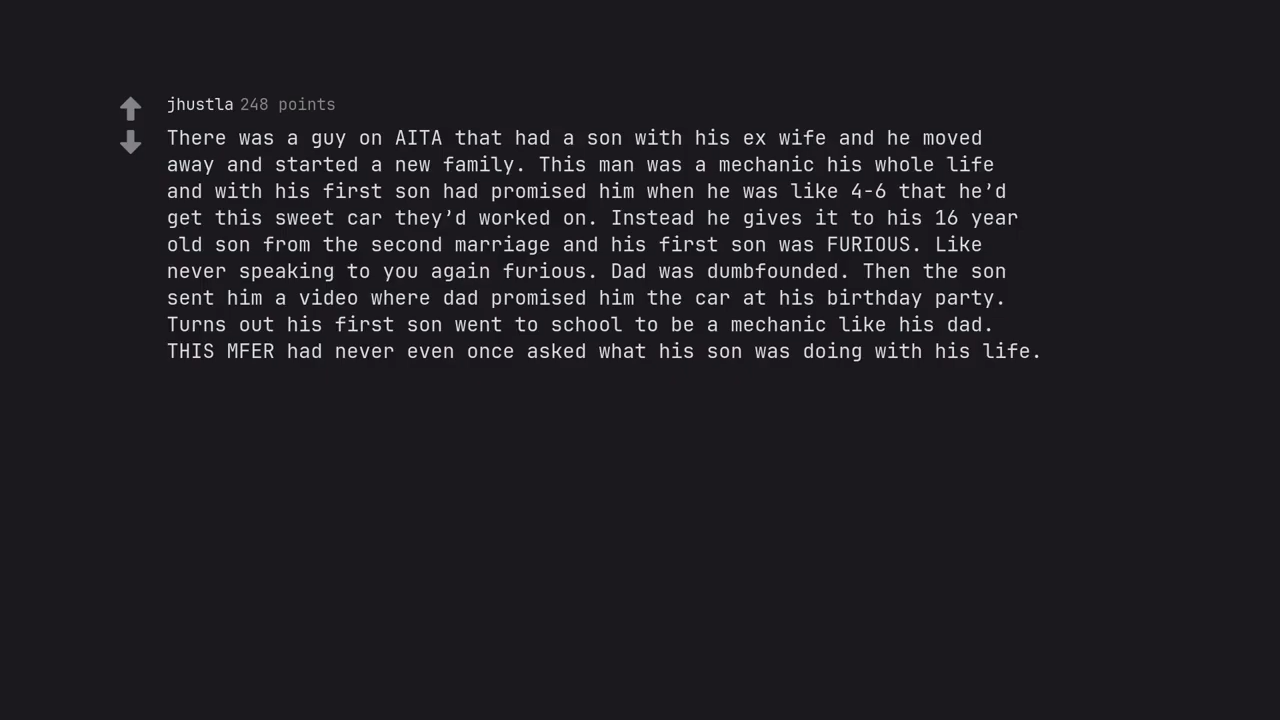 jhustla 248 points
There was a guy on AITA that had a son with his ex wife and he moved
away and started a new family. This man was a mechanic his whole life
and with his first son had promised him when he was like 4-6 that he’d
get this sweet car they’d worked on. Instead he gives it to his 16 year
old son from the second marriage and his first son was FURIOUS. Like
never speaking to you again furious. Dad was dumbfounded. Then the son
sent him a video where dad promised him the car at his birthday party.
Turns out his first son went to school to be a mechanic like his dad.
THIS MFER had never even once asked what his son was doing with his life.